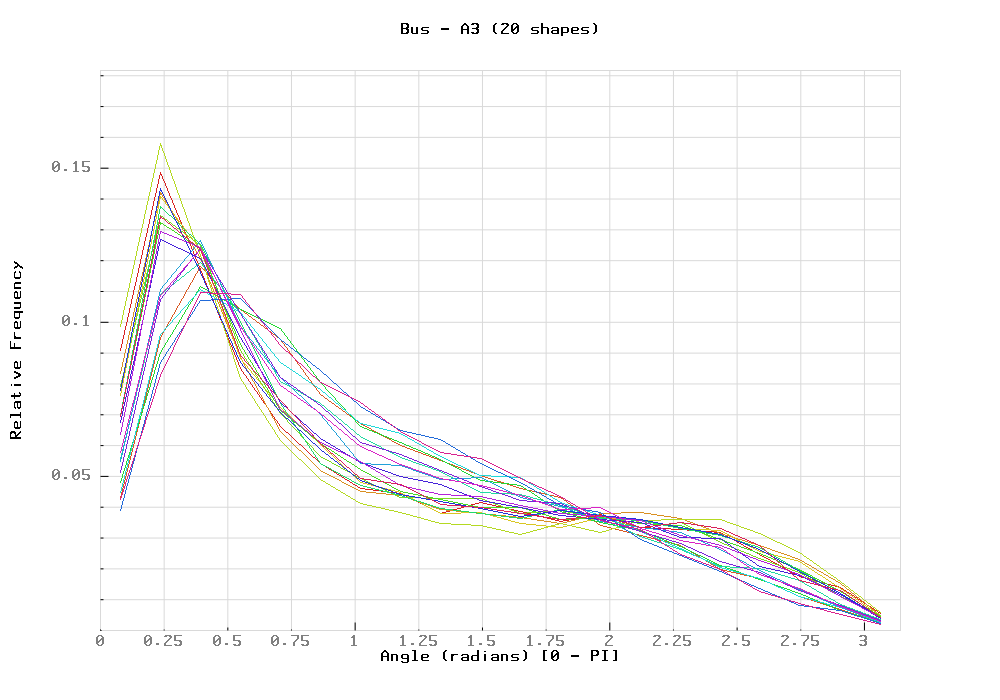 Bus - A3 (20 shapes)
Relative Frequency
0.15
0.1
0.05
0 0.25 0.5 0.75 1 1.25 1.5 1.75 2 2.25 2.5 2.75 3
Angle (radians) [0 - PI]